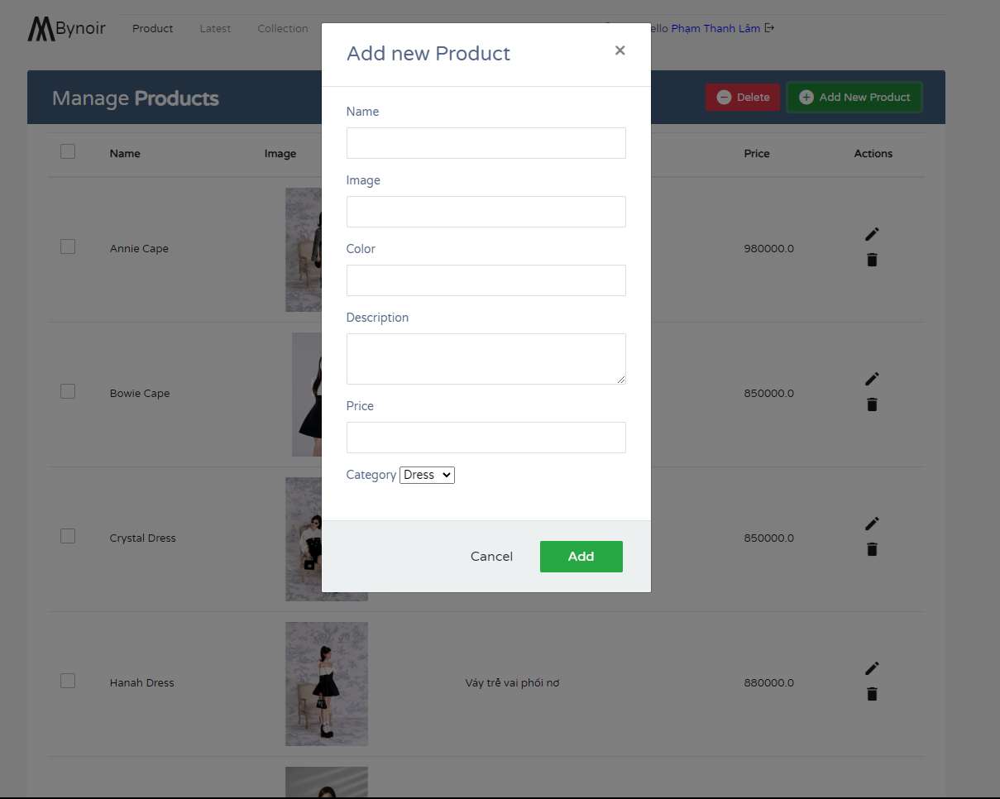 Bynoir Product Latest Collection ello Phạm Thanh Lâm
Add new Product ×
Manage Products Delete Add New Product
Name Image Price Actions
Name
Image
Color
Description
Price
Category Dress
Cancel Add
Annie Cape 980000.0
Bowie Cape 850000.0
Crystal Dress 850000.0
Hanah Dress Váy trễ vai phối nơ 880000.0